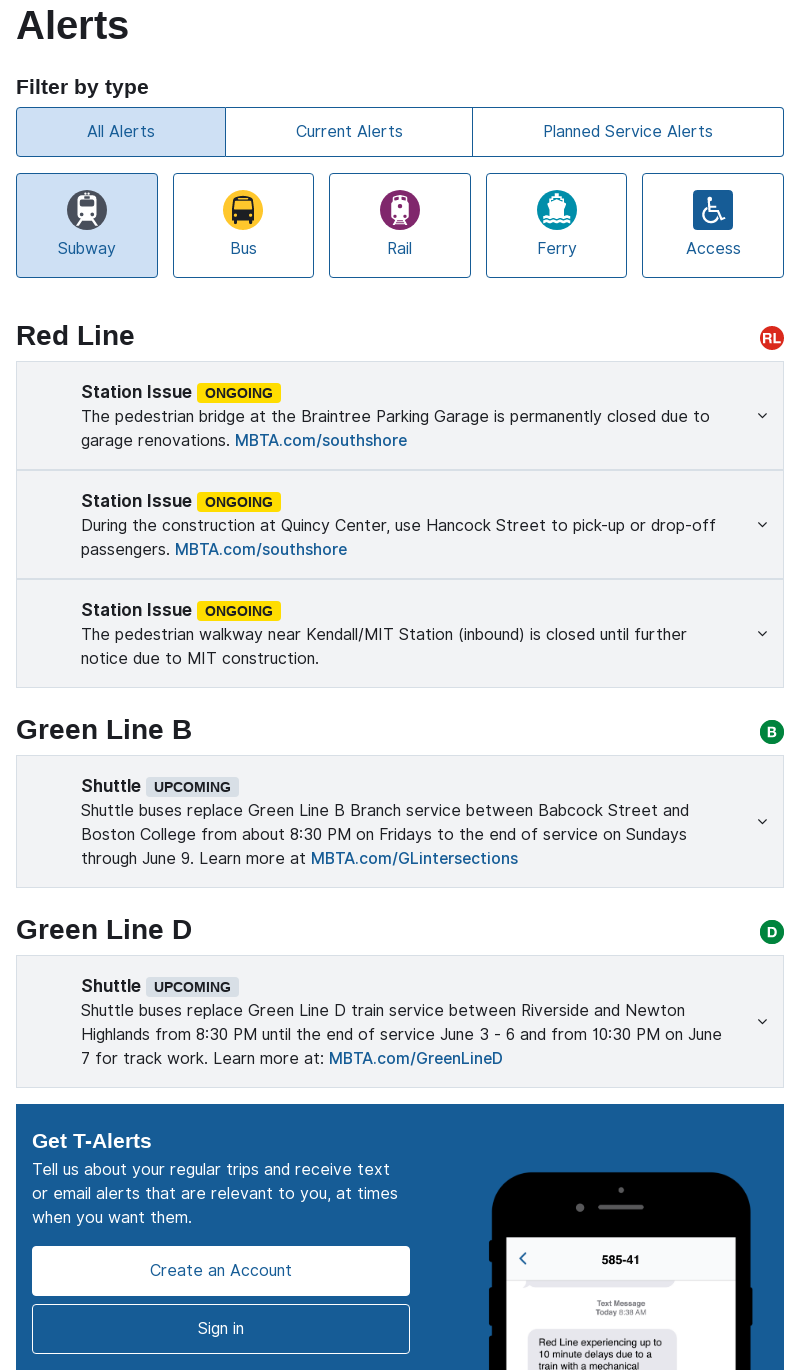 Alerts
Filter by type
All Alerts
Current Alerts
Planned Service Alerts
Subway
Bus
Rail
Ferry
Access
Red Line
RL
Station Issue ONGOING
The pedestrian bridge at the Braintree Parking Garage is permanently closed due to
garage renovations. MBTA.com/southshore
Station Issue ONGOING
During the construction at Quincy Center, use Hancock Street to pick-up or drop-off
passengers. MBTA.com/southshore
Station Issue ONGOING
The pedestrian walkway near Kendall/MIT Station (inbound) is closed until further
notice due to MIT construction.
Green Line B
B
Shuttle UPCOMING
Shuttle buses replace Green Line B Branch service between Babcock Street and
Boston College from about 8:30 PM on Fridays to the end of service on Sundays
through June 9. Learn more at MBTA.com/GLintersections
Green Line D
D
Shuttle UPCOMING
Shuttle buses replace Green Line D train service between Riverside and Newton
Highlands from 8:30 PM until the end of service June 3 - 6 and from 10:30 PM on June
7 for track work. Learn more at: MBTA.com/GreenLineD
Get T-Alerts
Tell us about your regular trips and receive text
or email alerts that are relevant to you, at times
when you want them.
Create an Account
Sign in
585-41
Text Message
Today 8:38 AM
Red Line experiencing up to
10 minute delays due to a
train with a mechanical